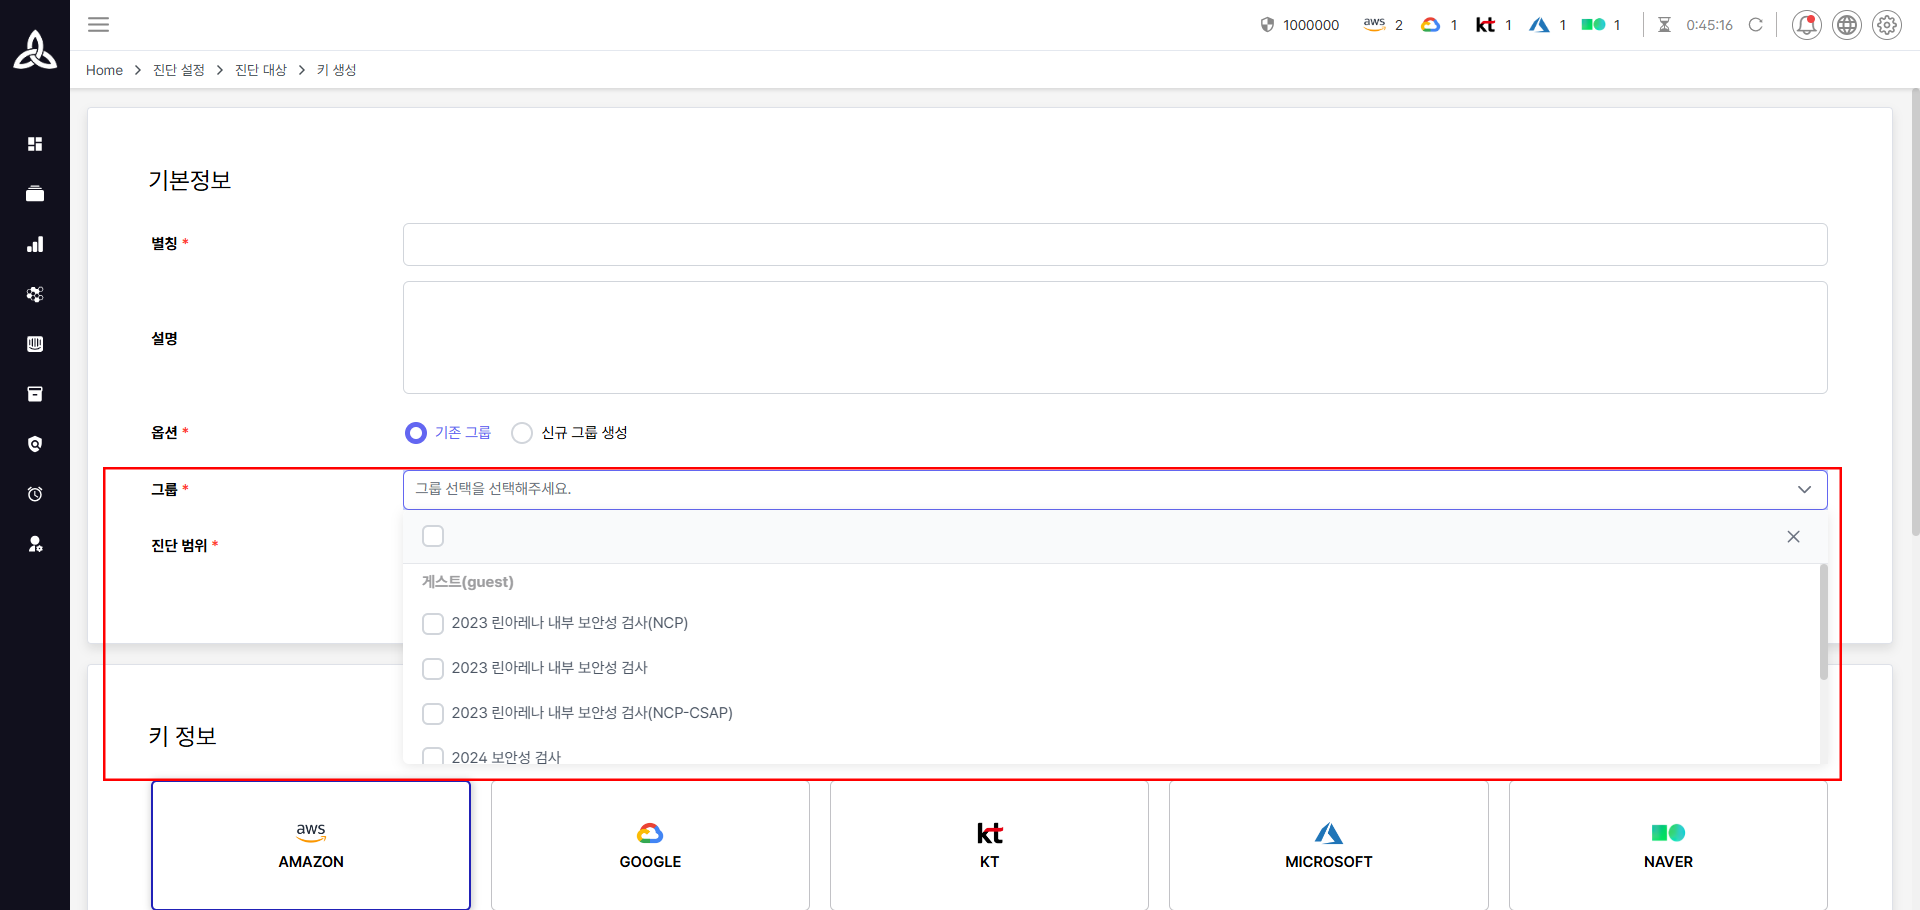 1000000
aws 2
1
kt 1
1
1
0:45:16
Home > 진단 설정 > 진단 대상 > 키 생성
기본정보
별칭 *
설명
옵션 *
기존 그룹
신규 그룹 생성
그룹 *
그룹 선택을 선택해주세요.
진단 범위 *
게스트(guest)
2023 린아레나 내부 보안성 검사(NCP)
2023 린아레나 내부 보안성 검사
2023 린아레나 내부 보안성 검사(NCP-CSAP)
2024 보안성 검사
키 정보
aws
AMAZON
GOOGLE
kt
KT
MICROSOFT
NAVER